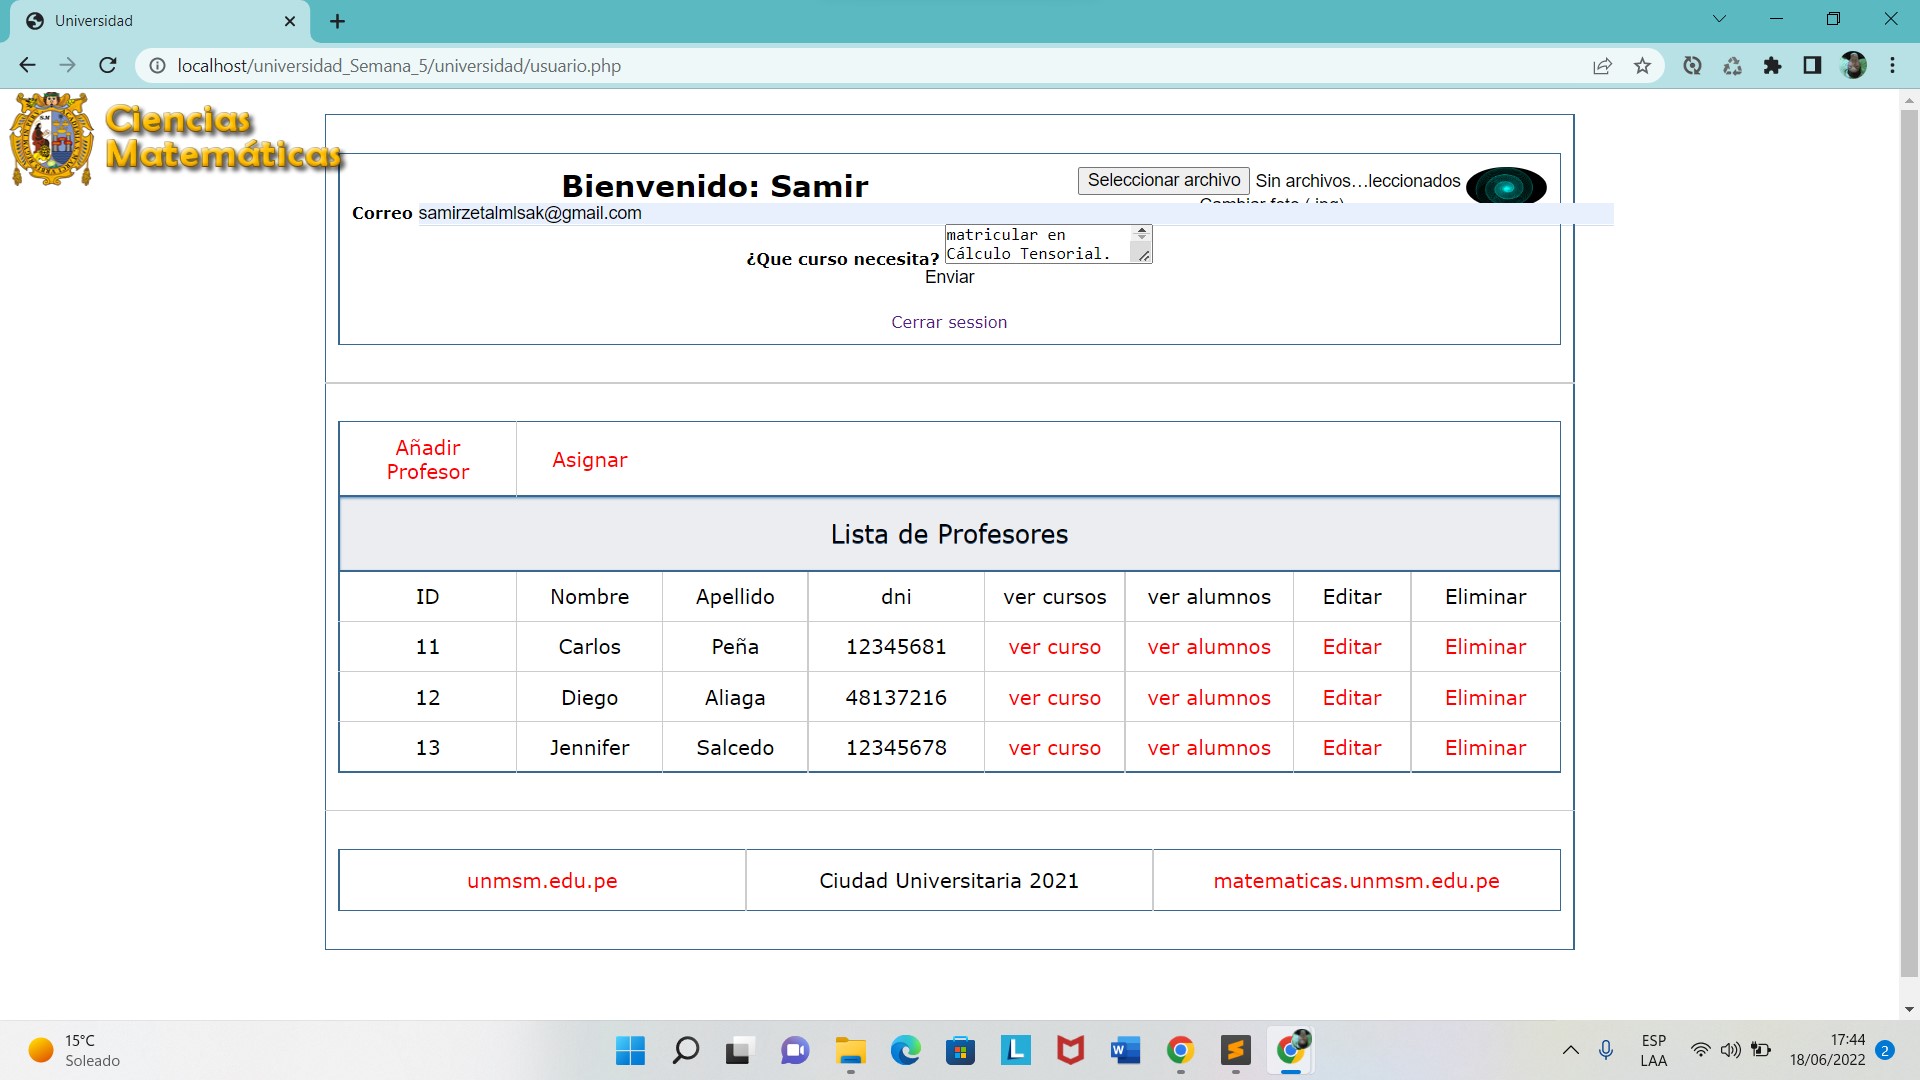 Universidad
localhost/universidad_Semana_5/universidad/usuario.php
Ciencias
Matemáticas
Bienvenido: Samir
Seleccionar archivo Sin archivos...leccionados
Correo samirzetalmlsak@gmail.com
matricular en
¿Que curso necesita? Cálculo Tensorial.
Enviar
Cerrar session
Añadir
Profesor
Asignar
Lista de Profesores
ID Nombre Apellido dni ver cursos ver alumnos Editar Eliminar
11 Carlos Peña 12345681 ver curso ver alumnos Editar Eliminar
12 Diego Aliaga 48137216 ver curso ver alumnos Editar Eliminar
13 Jennifer Salcedo 12345678 ver curso ver alumnos Editar Eliminar
unmsm.edu.pe Ciudad Universitaria 2021 matematicas.unmsm.edu.pe
15°C
Soleado
ESP
LAA
17:44
18/06/2022
2